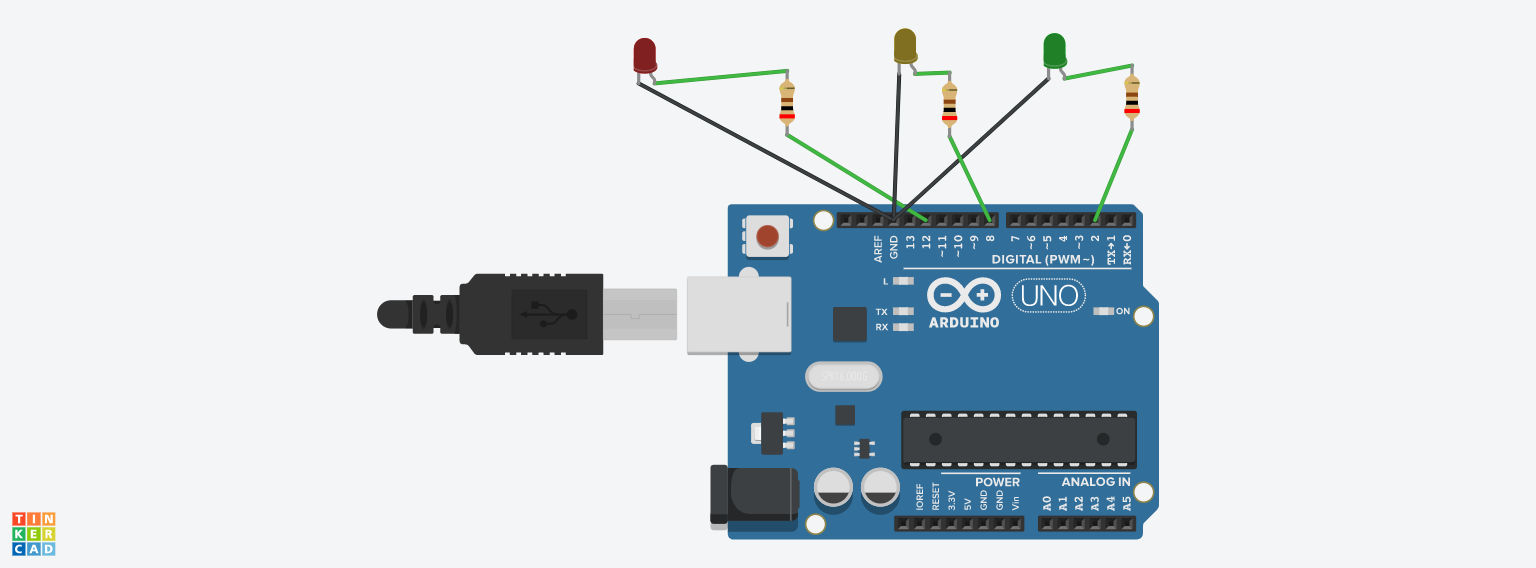 AREF
GND
13
12
~11
~10
~9
8
7
~6
~5
4
~3
2
TX→1
RX←0
DIGITAL (PWM~)
L
TX
RX
UNO
ARDUINO
ON
POWER
ANALOG IN
IOREF
RESET
3.3V
5V
GND
GND
Vin
A0
A1
A2
A3
A4
A5
TIN
KER
CAD